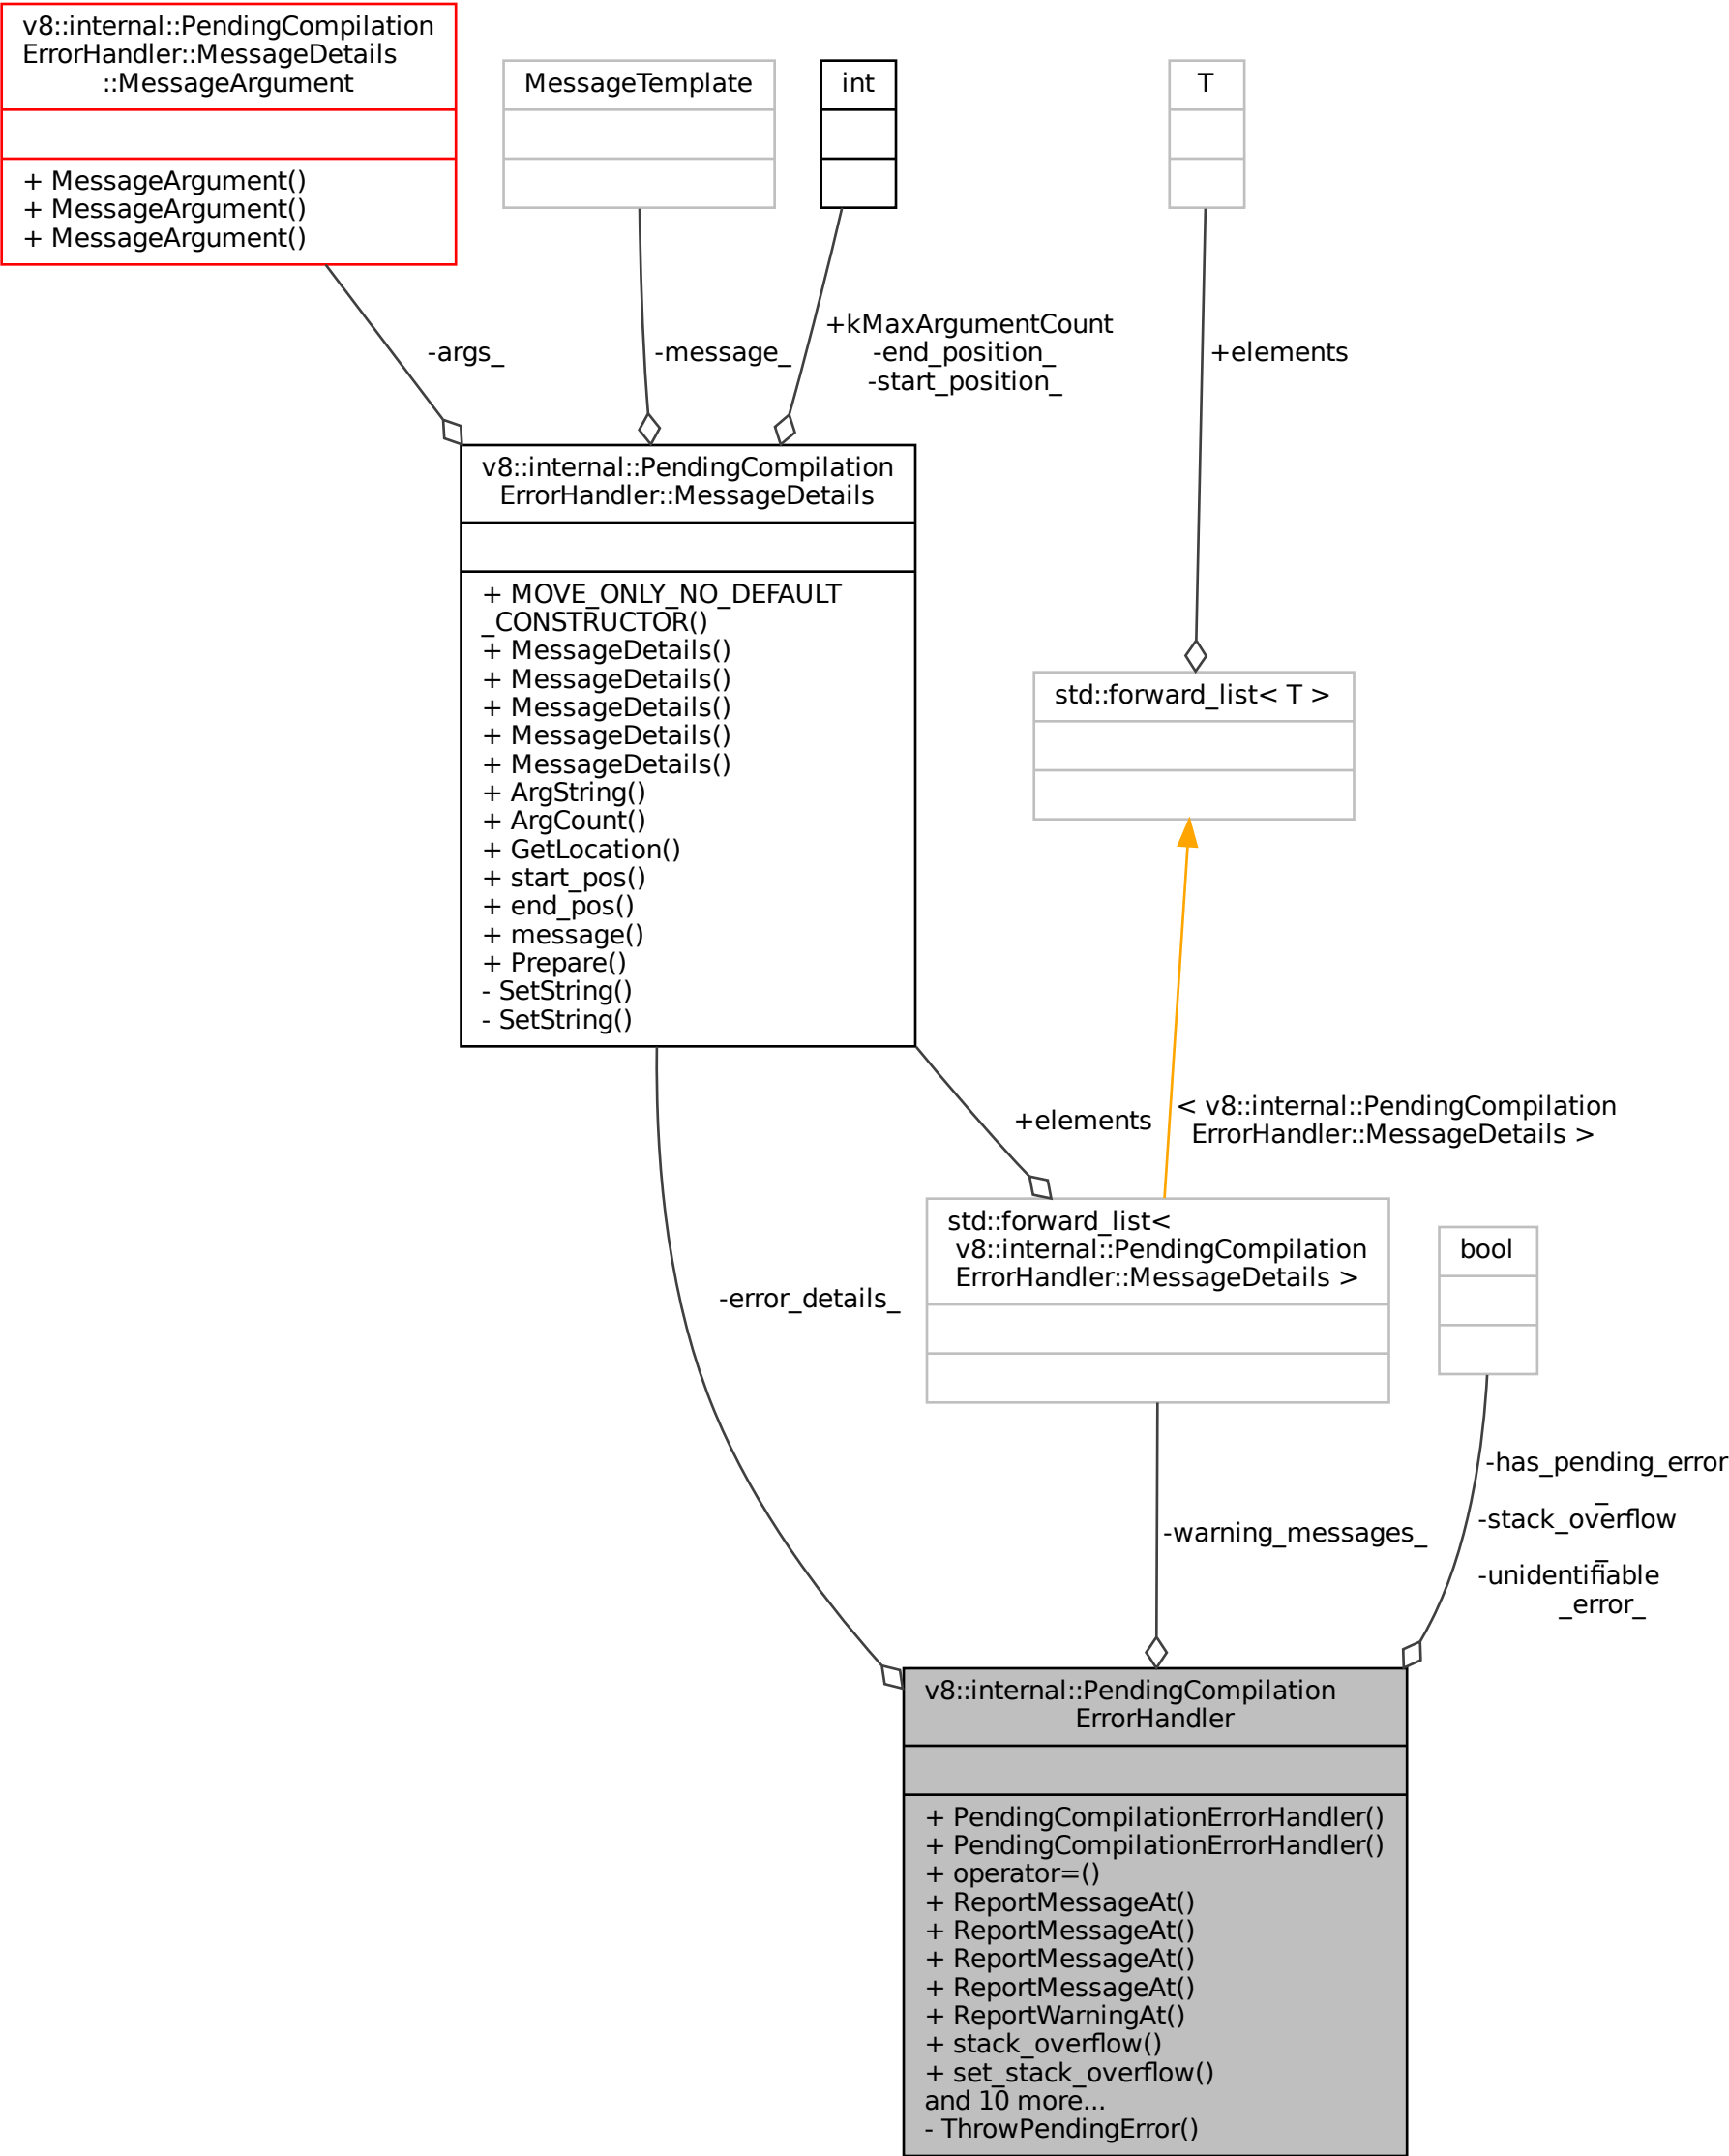 v8::internal::PendingCompilation
ErrorHandler::MessageDetails
::MessageArgument
+ MessageArgument()
+ MessageArgument()
+ MessageArgument()
MessageTemplate
int
T
-args_
-message_
+kMaxArgumentCount
-end_position_
-start_position_
+elements
v8::internal::PendingCompilation
ErrorHandler::MessageDetails
+ MOVE_ONLY_NO_DEFAULT
_CONSTRUCTOR()
+ MessageDetails()
+ MessageDetails()
+ MessageDetails()
+ MessageDetails()
+ MessageDetails()
+ ArgString()
+ ArgCount()
+ GetLocation()
+ start_pos()
+ end_pos()
+ message()
+ Prepare()
- SetString()
- SetString()
std::forward_list< T >
+elements
< v8::internal::PendingCompilation
ErrorHandler::MessageDetails >
std::forward_list<
v8::internal::PendingCompilation
ErrorHandler::MessageDetails >
bool
-error_details_
-warning_messages_
-has_pending_error
_
-stack_overflow
_
-unidentifiable
_error_
v8::internal::PendingCompilation
ErrorHandler
+ PendingCompilationErrorHandler()
+ PendingCompilationErrorHandler()
+ operator=()
+ ReportMessageAt()
+ ReportMessageAt()
+ ReportMessageAt()
+ ReportMessageAt()
+ ReportWarningAt()
+ stack_overflow()
+ set_stack_overflow()
and 10 more...
- ThrowPendingError()